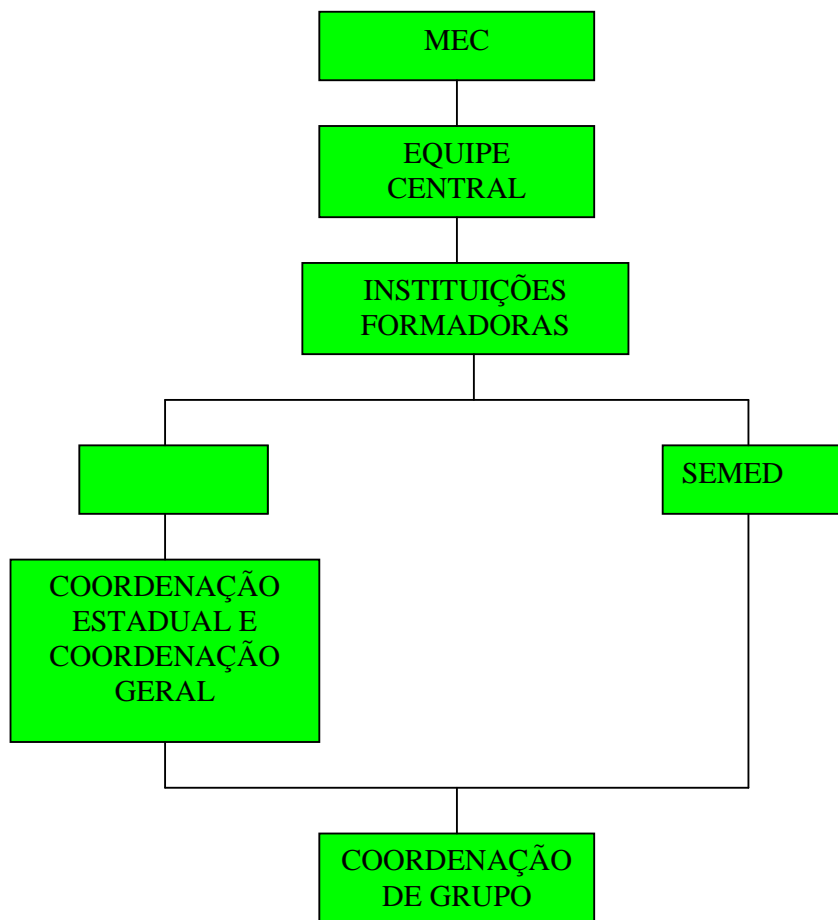 MEC
EQUIPE
CENTRAL
INSTITUIÇÕES
FORMADORAS
SEMED
COORDENAÇÃO
ESTADUAL E
COORDENAÇÃO
GERAL
COORDENAÇÃO
DE GRUPO